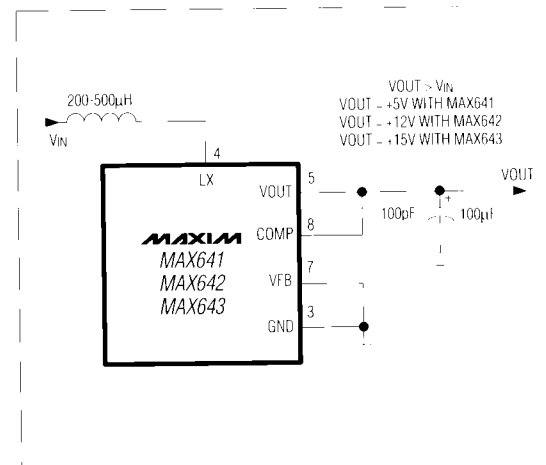 200-500µH
VIN
VOUT > VIN
VOUT - +5V WITH MAX641
VOUT - +12V WITH MAX642
VOUT - +15V WITH MAX643
4
LX
VOUT
5
VOUT
+
100pF
100µF
COMP
8
MAXIM
MAX641
MAX642
MAX643
VFB
7
GND
3